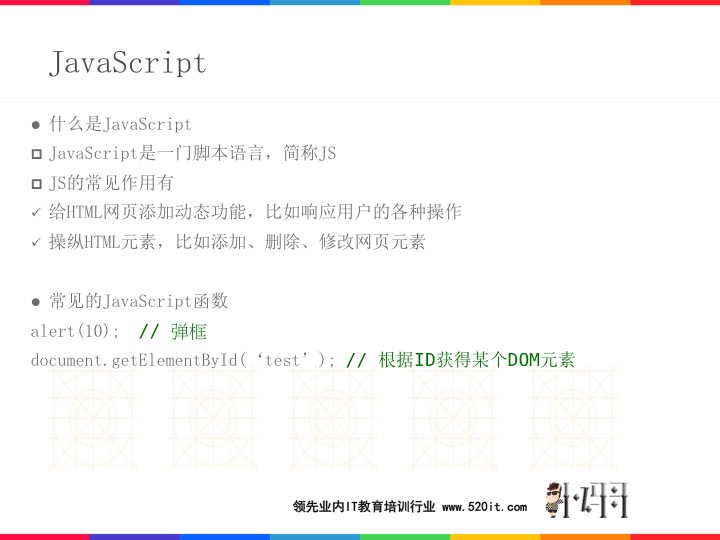 JavaScript
● 什么是JavaScript
JavaScript是一门脚本语言，简称JS
JS的常见作用有
✓ 给HTML网页添加动态功能，比如响应用户的各种操作
✓ 操纵HTML元素，比如添加、删除、修改网页元素
● 常见的JavaScript函数
alert(10); // 弹框
document.getElementById(‘test’); // 根据ID获得某个DOM元素
领先业内IT教育培训行业 www.520it.com
小码哥